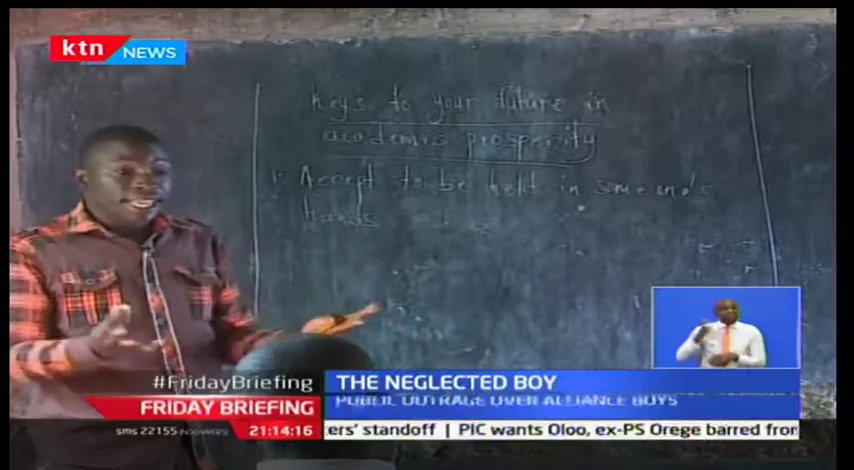 ktn NEWS
Keys to your future in
academic prosperity
1. Accept to be held in someone's
hands
#FridayBriefing
THE NEGLECTED BOY
FRIDAY BRIEFING
PUBLIC OUTRAGE OVER ALLIANCE BOYS
sms 22155
21:14:16
ers' standoff | PIC wants Oloo, ex-PS Orege barred from